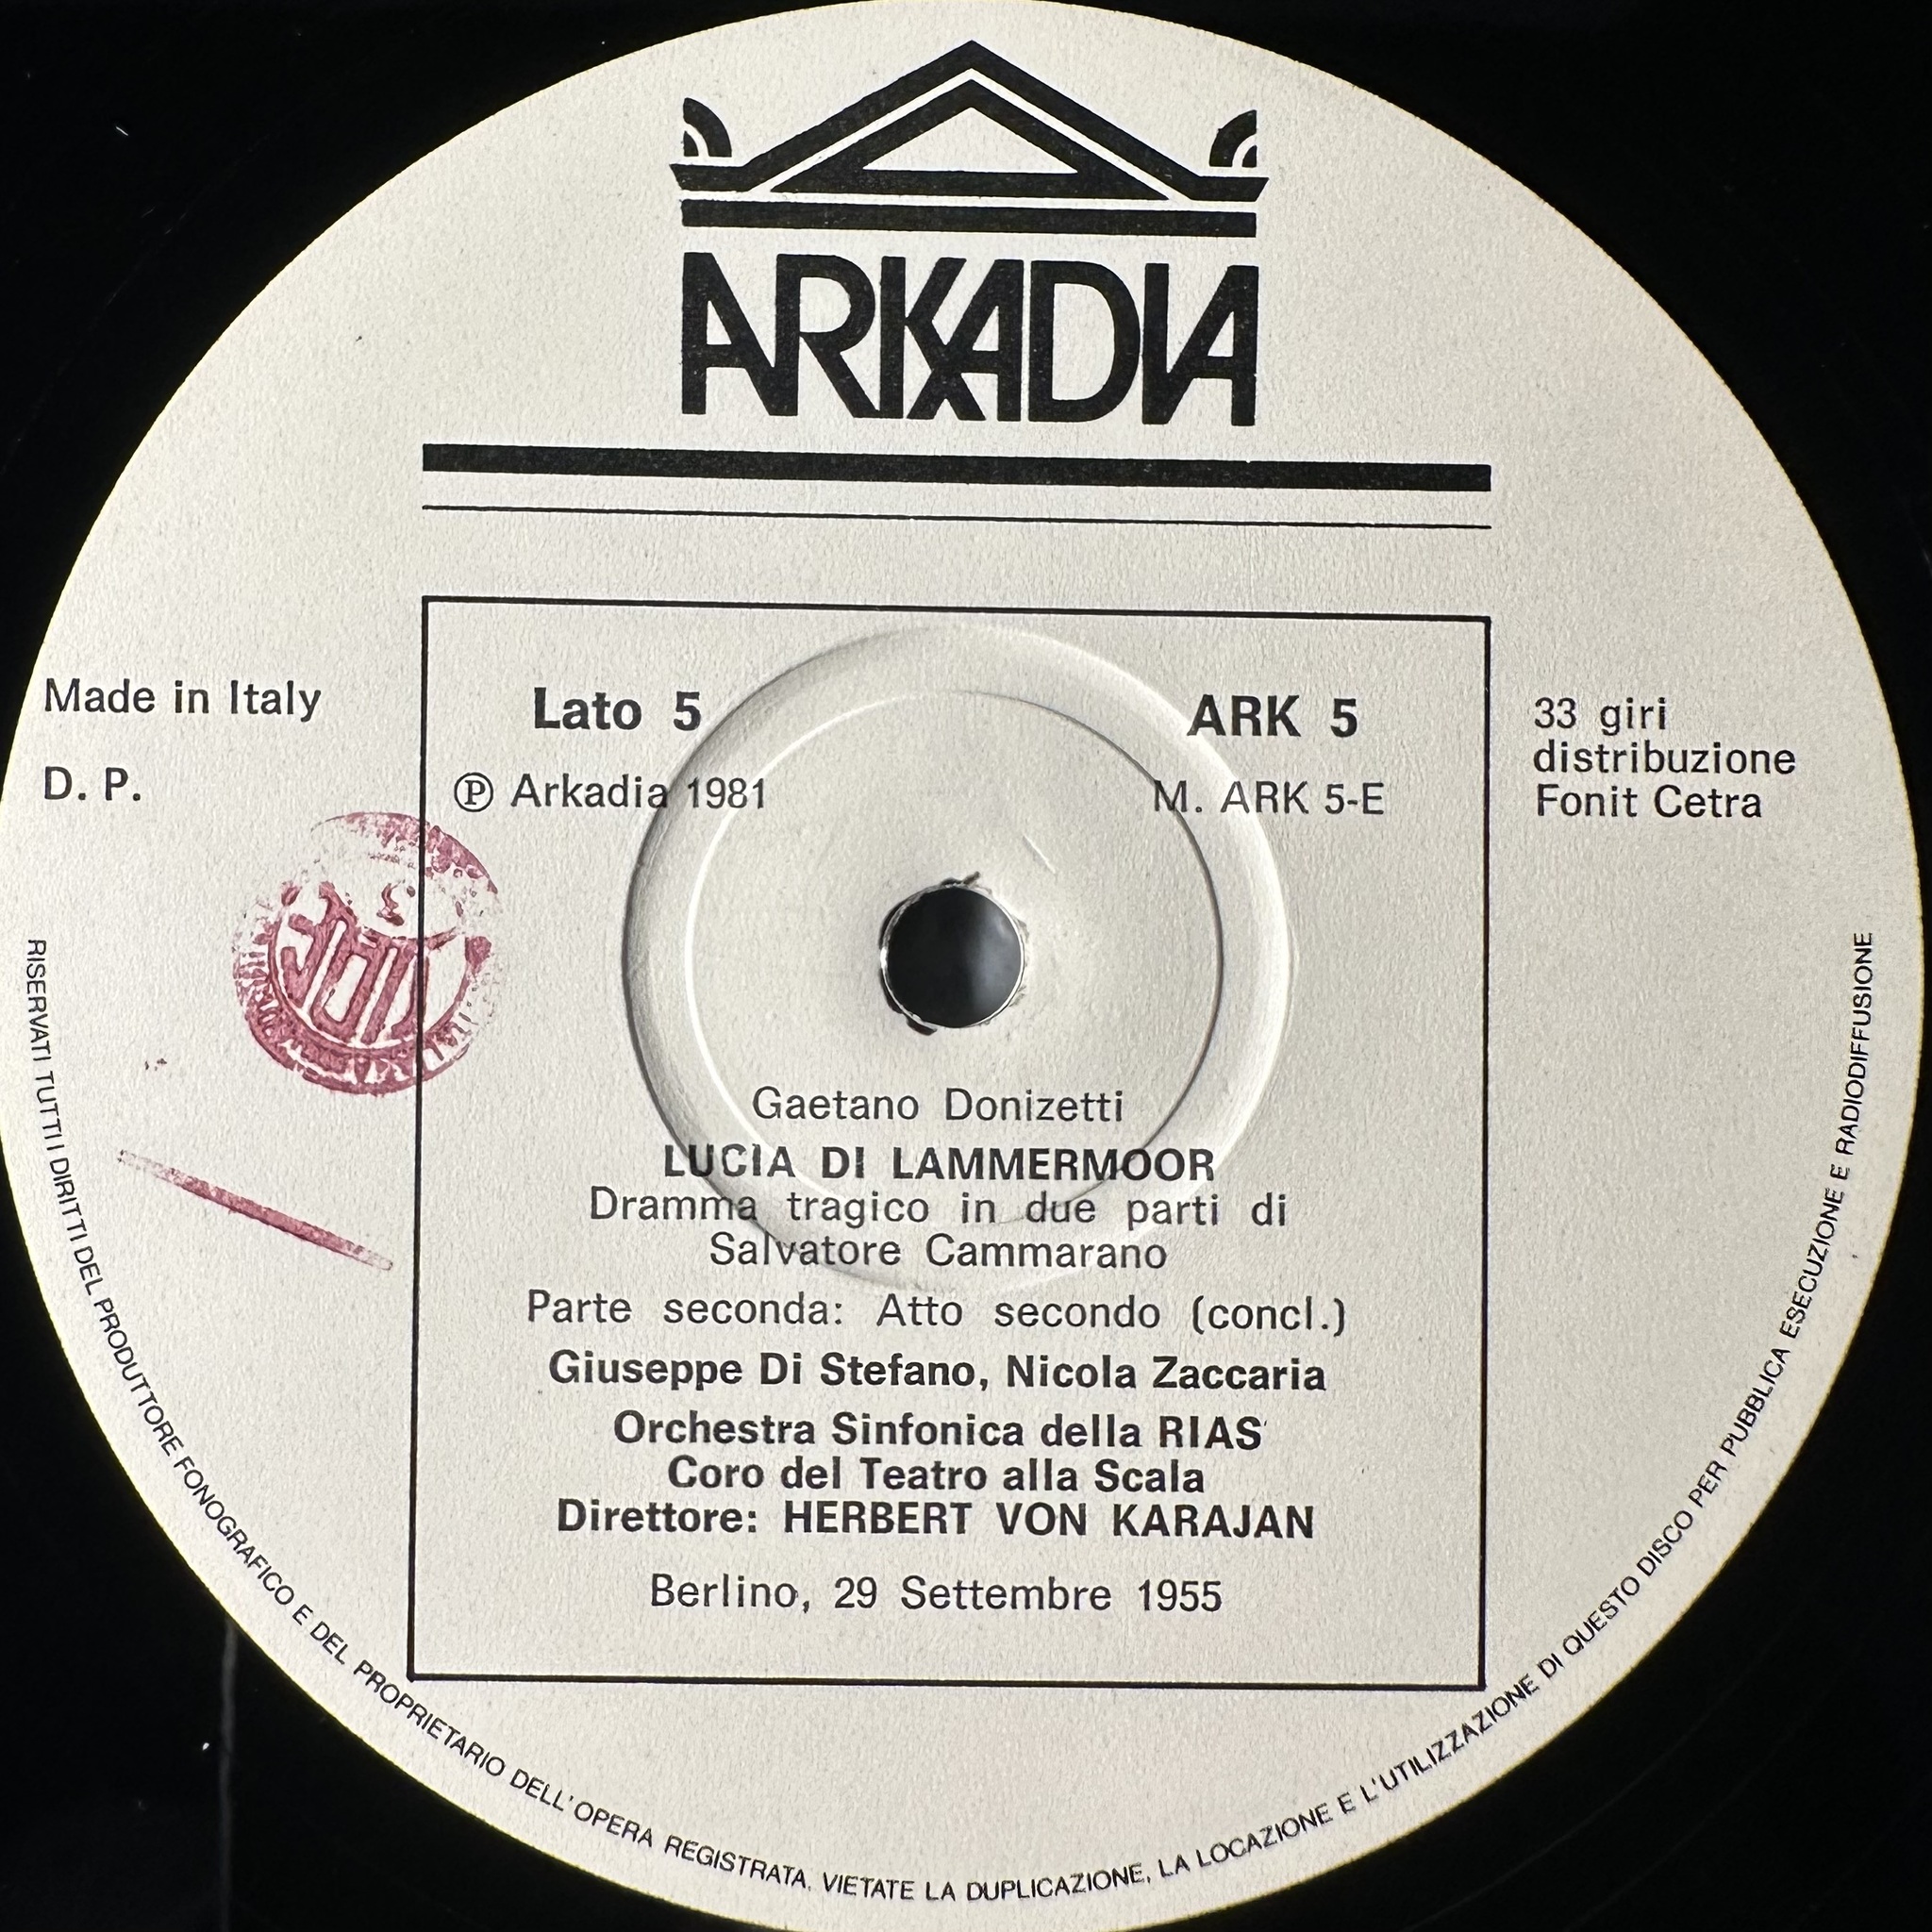 ARKADIA
Made in Italy
D. P.
Lato 5
ARK 5
℗ Arkadia 1981
M. ARK 5-E
33 giri
distribuzione
Fonit Cetra
Gaetano Donizetti
LUCIA DI LAMMERMOOR
Dramma tragico in due parti di
Salvatore Cammarano
Parte seconda: Atto secondo (concl.)
Giuseppe Di Stefano, Nicola Zaccaria
Orchestra Sinfonica della RIAS
Coro del Teatro alla Scala
Direttore: HERBERT VON KARAJAN
Berlino, 29 Settembre 1955
RISERVATI TUTTI I DIRITTI DEL PRODUTTORE FONOGRAFICO E DEL PROPRIETARIO DELL'OPERA REGISTRATA. VIETATE LA DUPLICAZIONE, LA LOCAZIONE E L'UTILIZZAZIONE DI QUESTO DISCO PER PUBBLICA ESECUZIONE E RADIODIFFUSIONE